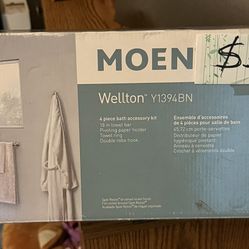 MOEN
$
Wellton™ Y1394BN
4 piece bath accessory kit
18 in towel bar
Pivoting paper holder
Towel ring
Double robe hook
Ensemble d'accessoires
de 4 pièces pour salle de bain
45,72 cm porte-serviettes
Distributeur de papier
hygiénique pivotant
Anneau à serviette
Crochet à vêtements double